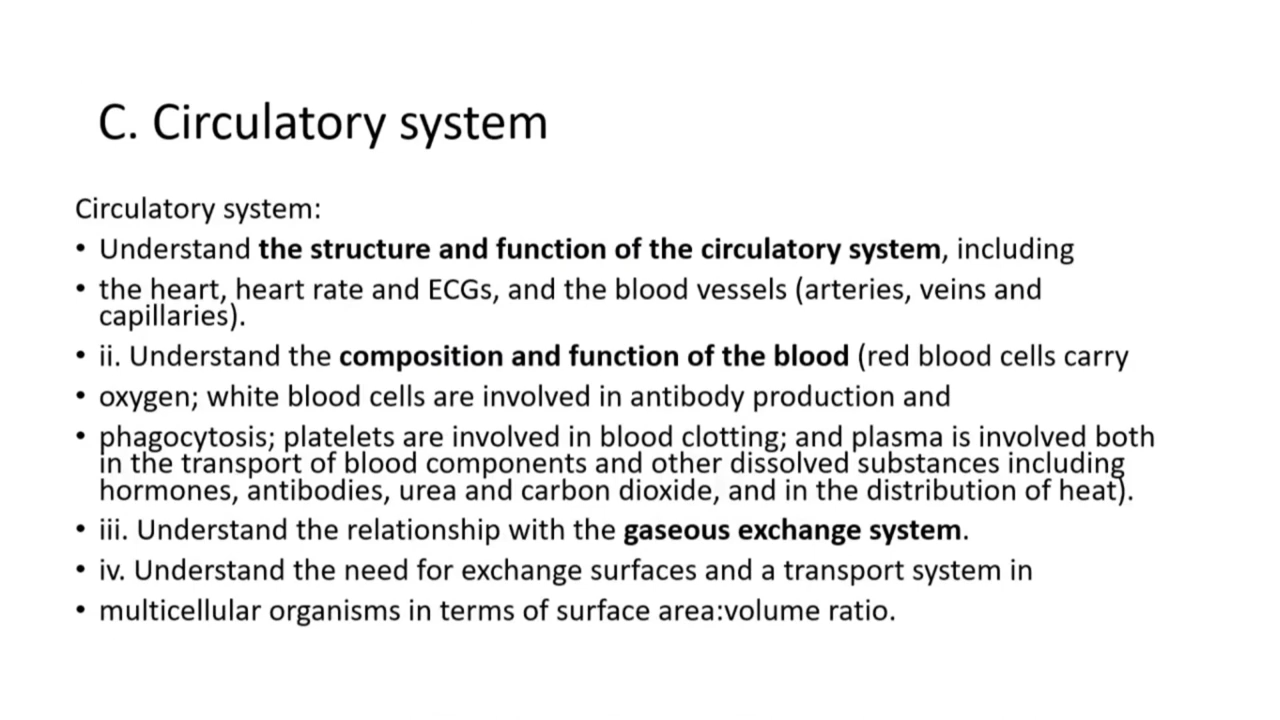 C. Circulatory system
Circulatory system:
• Understand the structure and function of the circulatory system, including
• the heart, heart rate and ECGs, and the blood vessels (arteries, veins and
capillaries).
• ii. Understand the composition and function of the blood (red blood cells carry
• oxygen; white blood cells are involved in antibody production and
• phagocytosis; platelets are involved in blood clotting; and plasma is involved both
in the transport of blood components and other dissolved substances including
hormones, antibodies, urea and carbon dioxide, and in the distribution of heat).
• iii. Understand the relationship with the gaseous exchange system.
• iv. Understand the need for exchange surfaces and a transport system in
• multicellular organisms in terms of surface area:volume ratio.